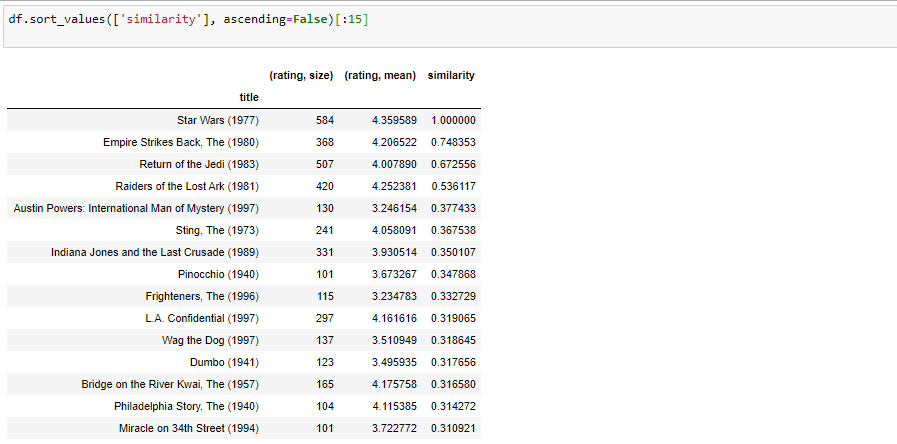 df.sort_values(['similarity'], ascending=False)[:15]
(rating, size) (rating, mean) similarity
title
Star Wars (1977) 584 4.359589 1.000000
Empire Strikes Back, The (1980) 368 4.206522 0.748353
Return of the Jedi (1983) 507 4.007890 0.672556
Raiders of the Lost Ark (1981) 420 4.252381 0.536117
Austin Powers: International Man of Mystery (1997) 130 3.246154 0.377433
Sting, The (1973) 241 4.058091 0.367538
Indiana Jones and the Last Crusade (1989) 331 3.930514 0.350107
Pinocchio (1940) 101 3.673267 0.347868
Frighteners, The (1996) 115 3.234783 0.332729
L.A. Confidential (1997) 297 4.161616 0.319065
Wag the Dog (1997) 137 3.510949 0.318645
Dumbo (1941) 123 3.495935 0.317656
Bridge on the River Kwai, The (1957) 165 4.175758 0.316580
Philadelphia Story, The (1940) 104 4.115385 0.314272
Miracle on 34th Street (1994) 101 3.722772 0.310921